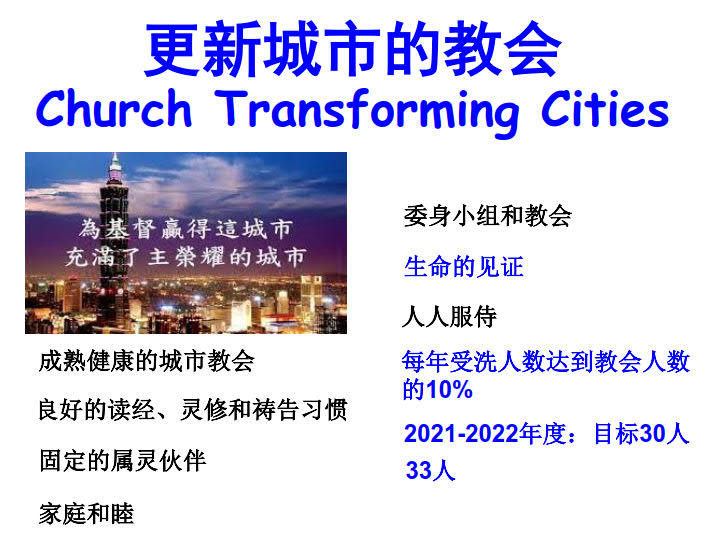 更新城市的教会
Church Transforming Cities
為基督贏得這城市
充滿了主榮耀的城市
成熟健康的城市教会
良好的读经、灵修和祷告习惯
固定的属灵伙伴
家庭和睦
委身小组和教会
生命的见证
人人服侍
每年受洗人数达到教会人数
的10%
2021-2022年度：目标30人
33人